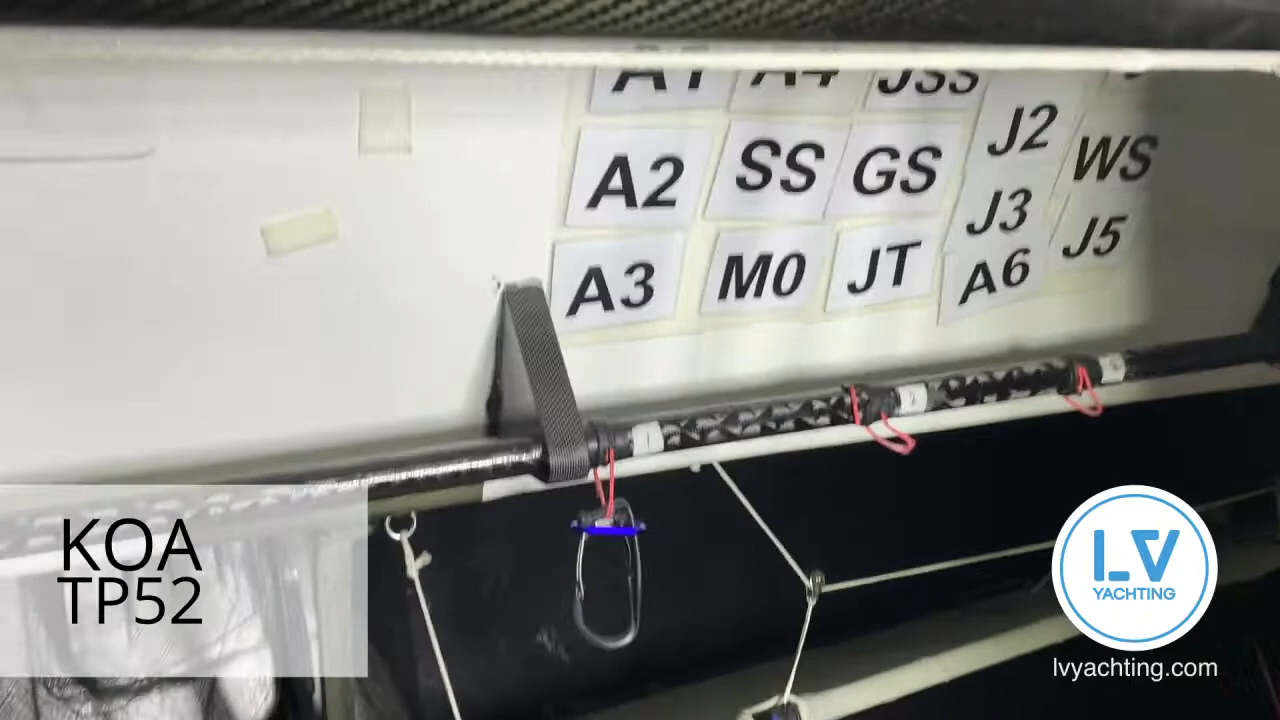 A1 A4 JSS
A2 SS GS J2 WS
A3 M0 JT J3 J5
A6
1
KOA
TP52
LV
YACHTING
lvyachting.com